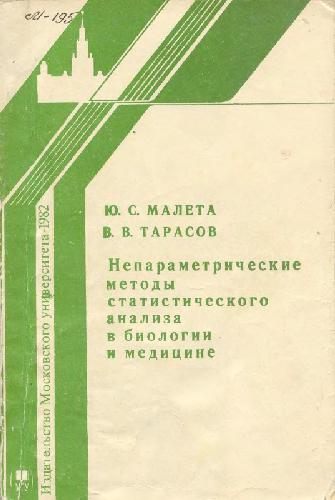 Ю. С. МАЛЕТА
В. В. ТАРАСОВ
Непараметрические
методы
статистического
анализа
в биологии
и медицине
Издательство Московского университета·1982